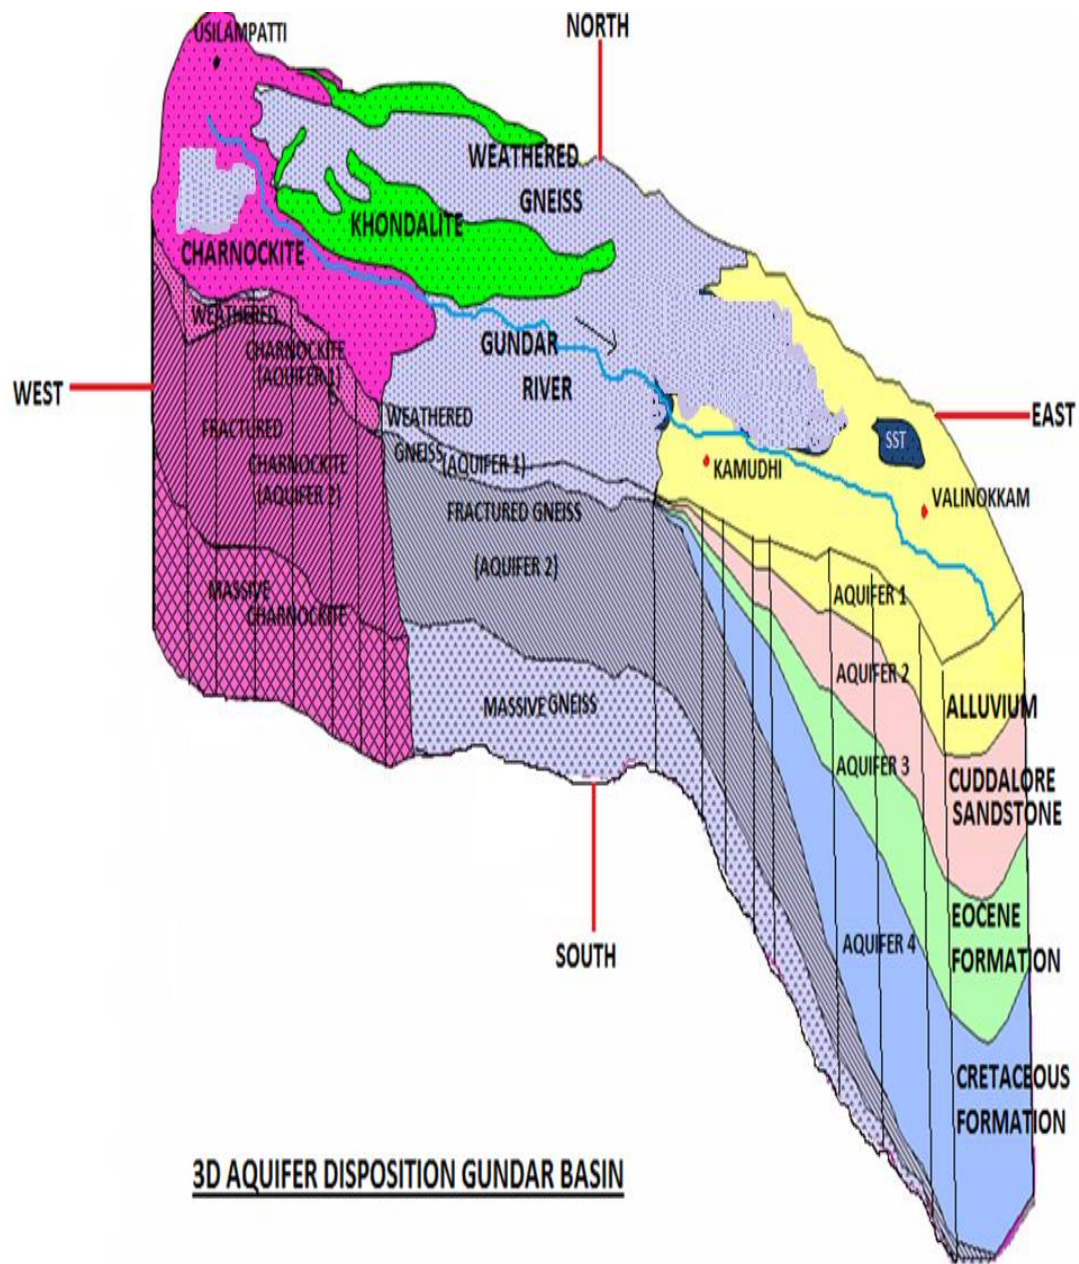 NORTH
USILAMPATTI
WEATHERED
GNEISS
KHONDALITE
CHARNOCKITE
WEATHERED
CHARNOCKITE
(AQUIFER 1)
GUNDAR
RIVER
WEST
EAST
FRACTURED
CHARNOCKITE
(AQUIFER 2)
WEATHERED
GNEISS
(AQUIFER 1)
FRACTURED GNEISS
(AQUIFER 2)
SST
KAMUDHI
VALINOKKAM
MASSIVE
CHARNOCKITE
MASSIVE GNEISS
AQUIFER 1
AQUIFER 2
AQUIFER 3
AQUIFER 4
ALLUVIUM
CUDDALORE
SANDSTONE
EOCENE
FORMATION
CRETACEOUS
FORMATION
SOUTH
3D AQUIFER DISPOSITION GUNDAR BASIN